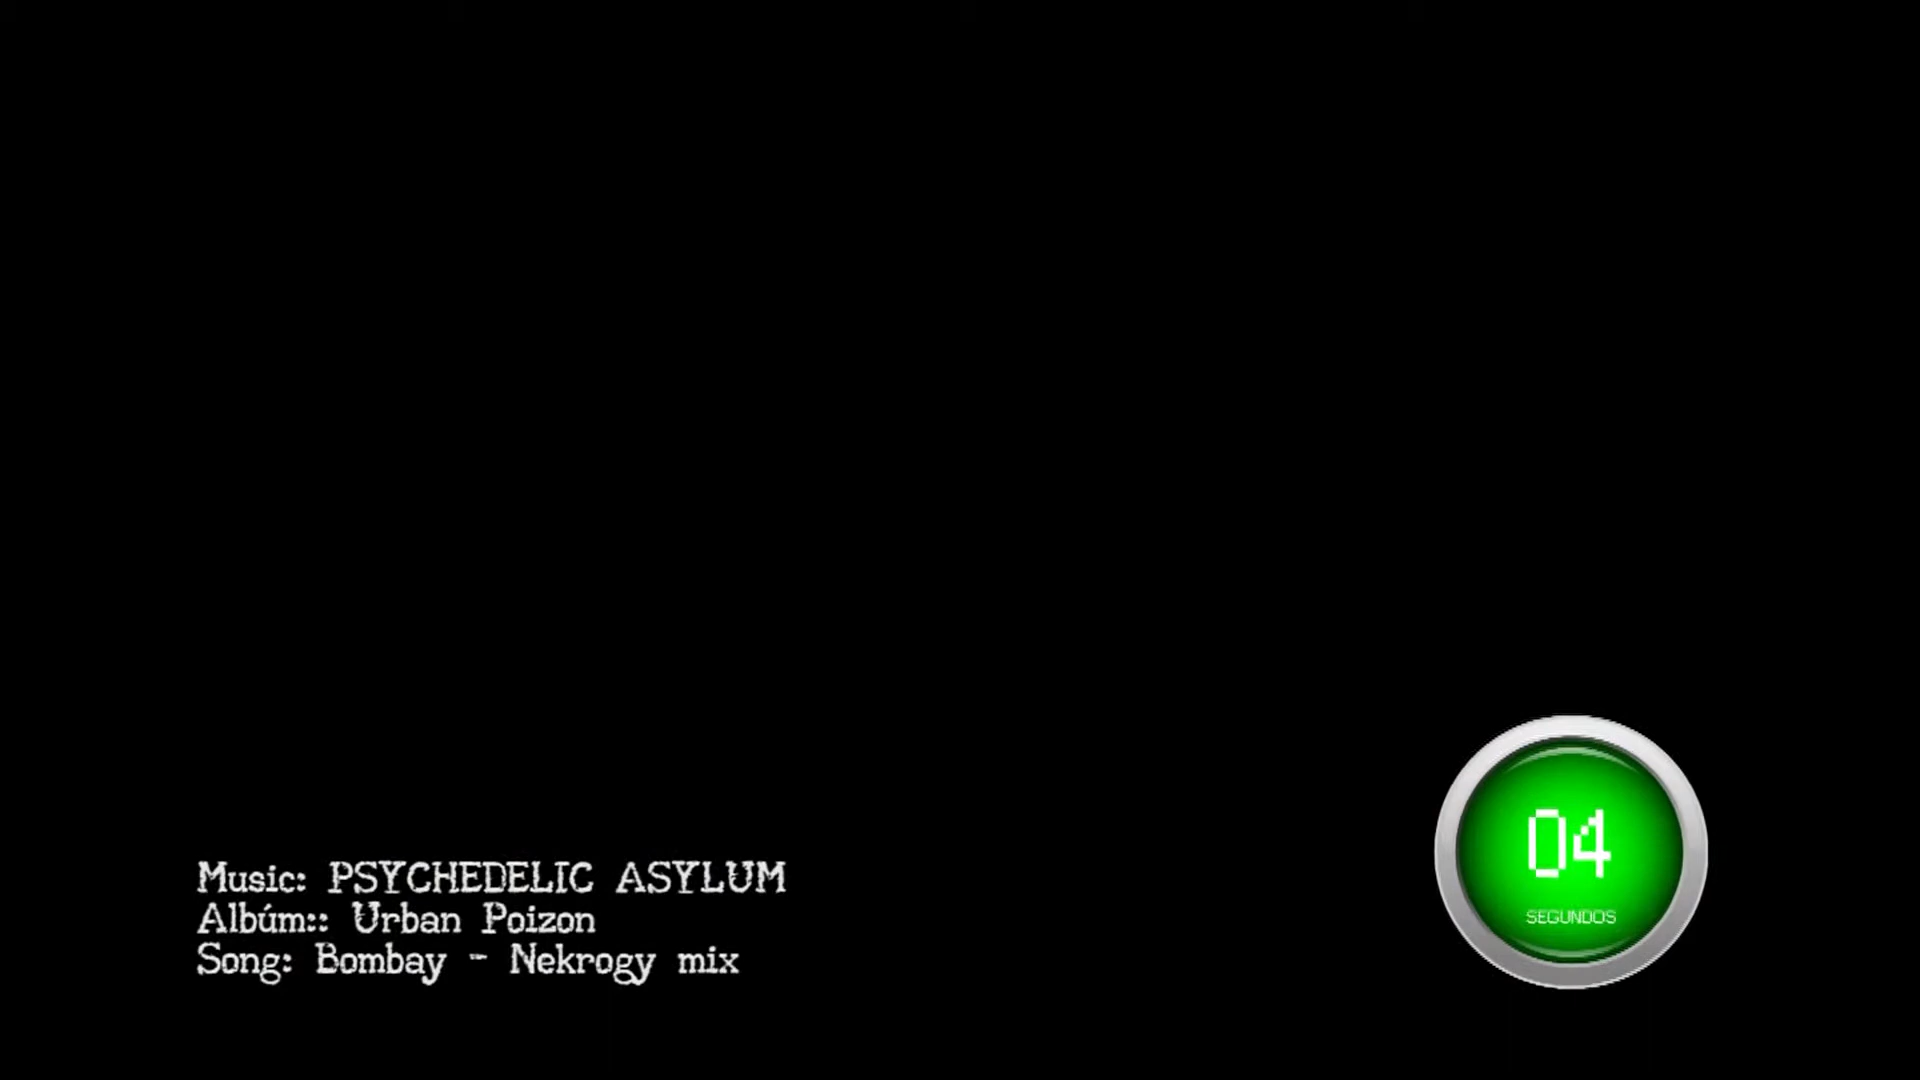 04
SEGUNDOS
Music: PSYCHEDELIC ASYLUM
Albúm:: Urban Poizon
Song: Bombay - Nekrogy mix